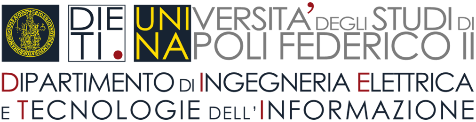 DIE
TI.
UNIVERSITA' DEGLI STUDI DI
NAPOLI FEDERICO II
DIPARTIMENTO DI INGEGNERIA ELETTRICA
E TECNOLOGIE DELL'INFORMAZIONE